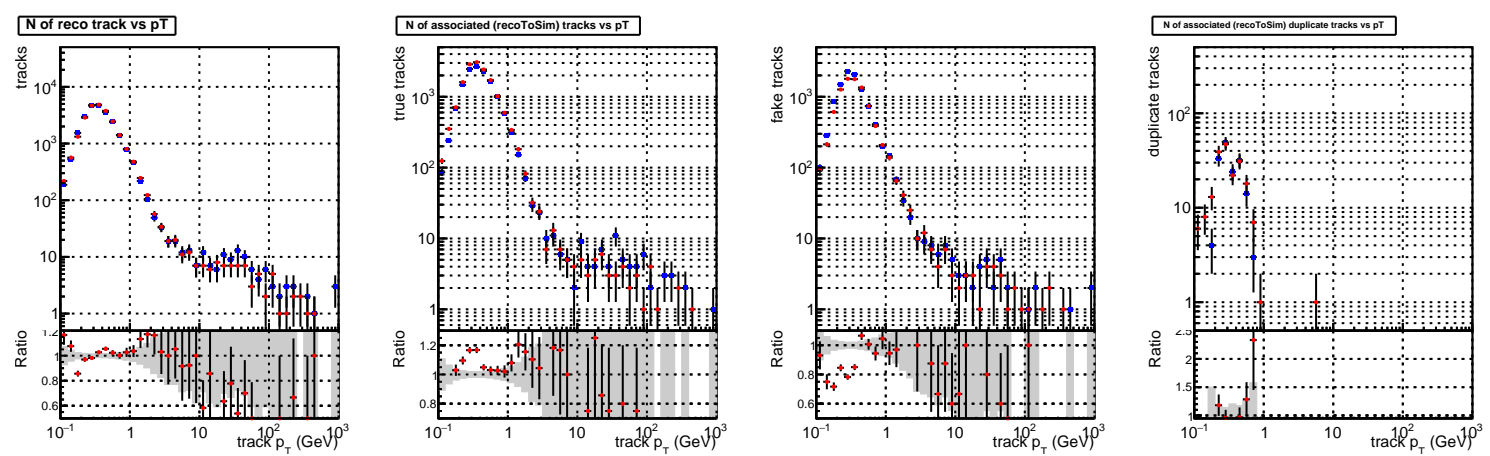 N of reco track vs pT
tracks
10^4
10^3
10^2
10
1
Ratio
1.2
1
0.8
0.6
10^-1 1 10 10^2 10^3
track p_T (GeV)
N of associated (recoToSim) tracks vs pT
true tracks
10^3
10^2
10
1
Ratio
1.2
1
0.8
10^-1 1 10 10^2 10^3
track p_T (GeV)
fake tracks
10^3
10^2
10
1
Ratio
1
0.8
0.6
10^-1 1 10 10^2 10^3
track p_T (GeV)
N of associated (recoToSim) duplicate tracks vs pT
duplicate tracks
10^2
10
1
Ratio
2.5
2
1.5
1
10^-1 1 10 10^2 10^3
track p_T (GeV)